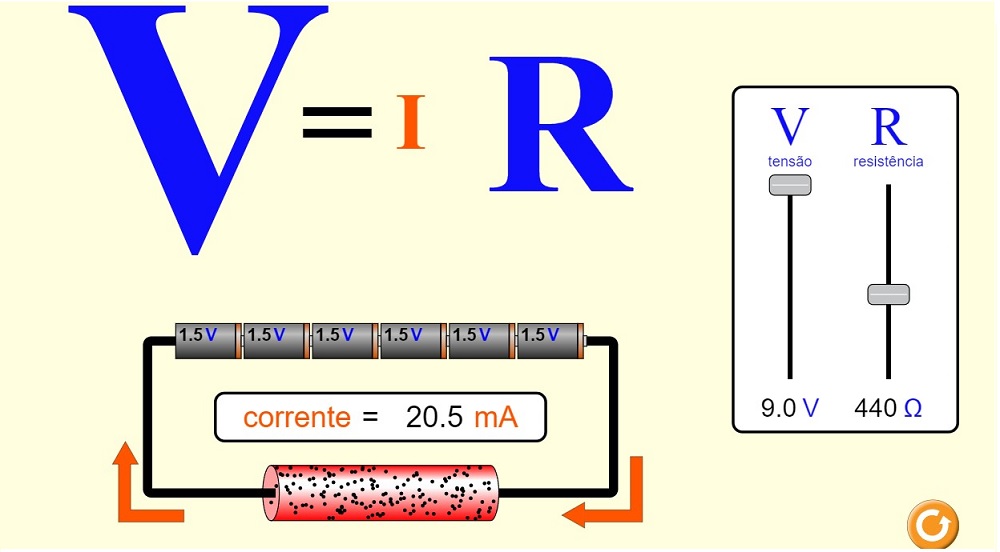 V = I R
V R
tensão resistência
1.5 V 1.5 V 1.5 V 1.5 V 1.5 V 1.5 V
9.0 V 440 Ω
corrente = 20.5 mA